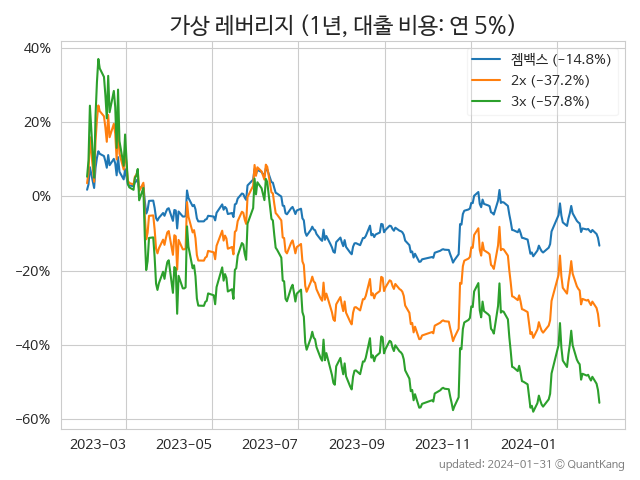 가상 레버리지 (1년, 대출 비용: 연 5%)
40%
20%
0%
−20%
−40%
−60%
젬백스 (−14.8%)
2x (−37.2%)
3x (−57.8%)
2023-03
2023-05
2023-07
2023-09
2023-11
2024-01
updated: 2024-01-31 © QuantKang